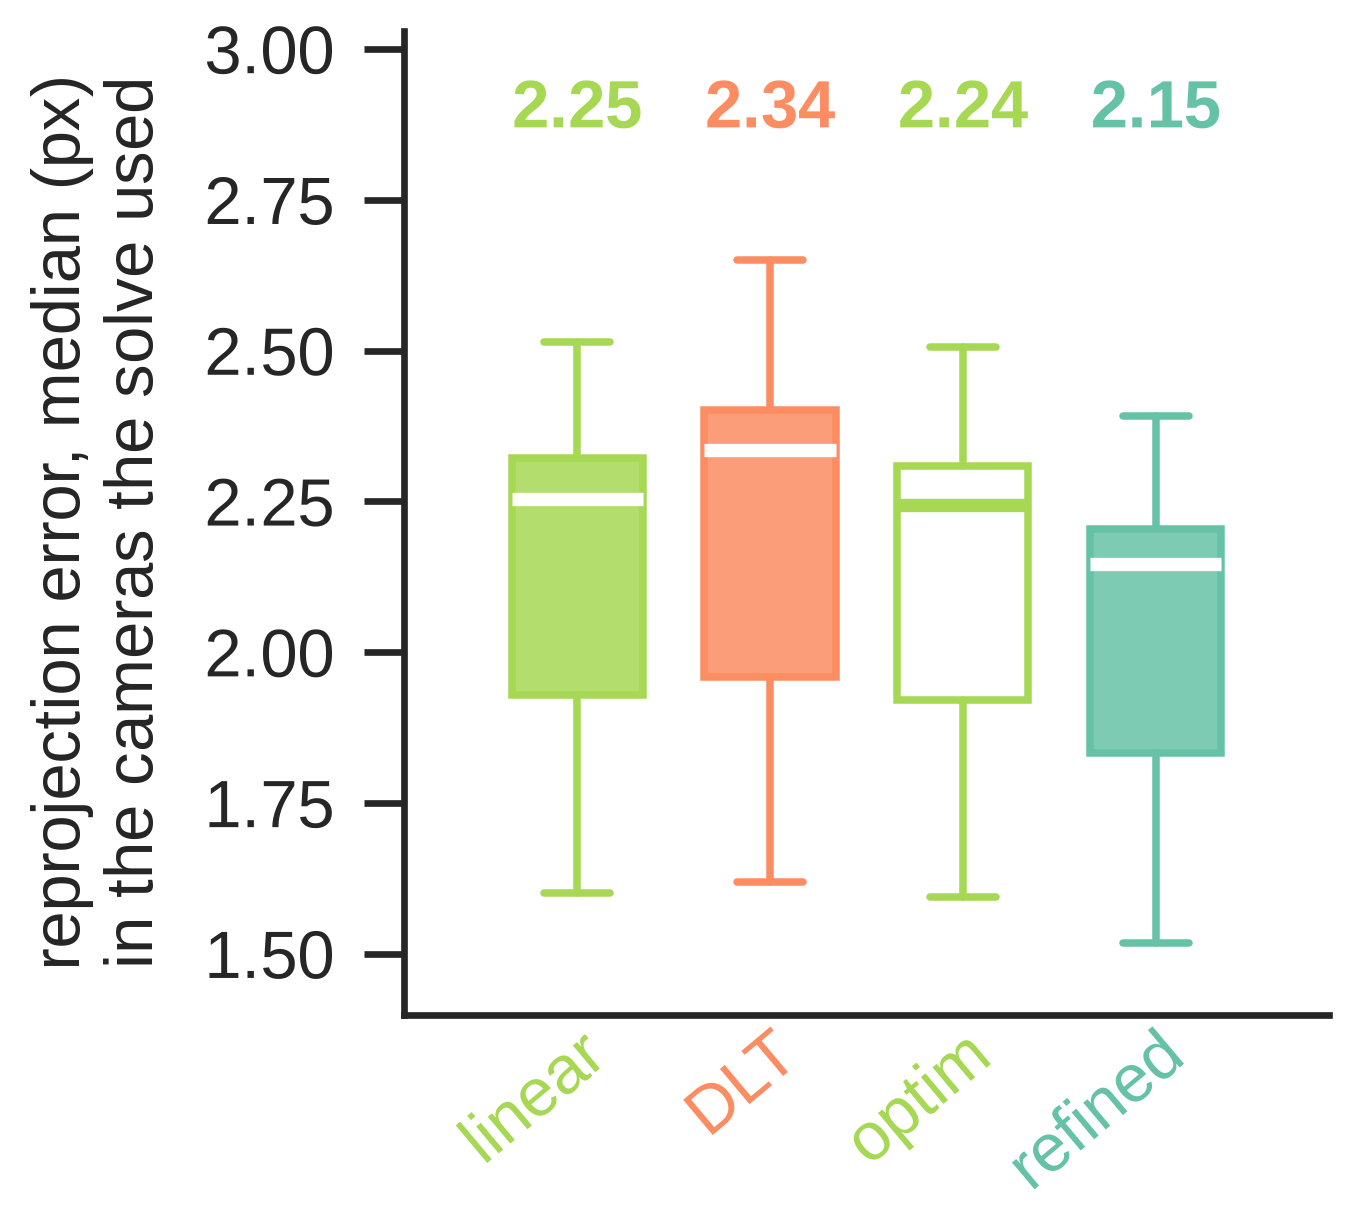 reprojection error, median (px)
in the cameras the solve used
3.00
2.75
2.50
2.25
2.00
1.75
1.50
2.25 2.34 2.24 2.15
linear DLT optim refined